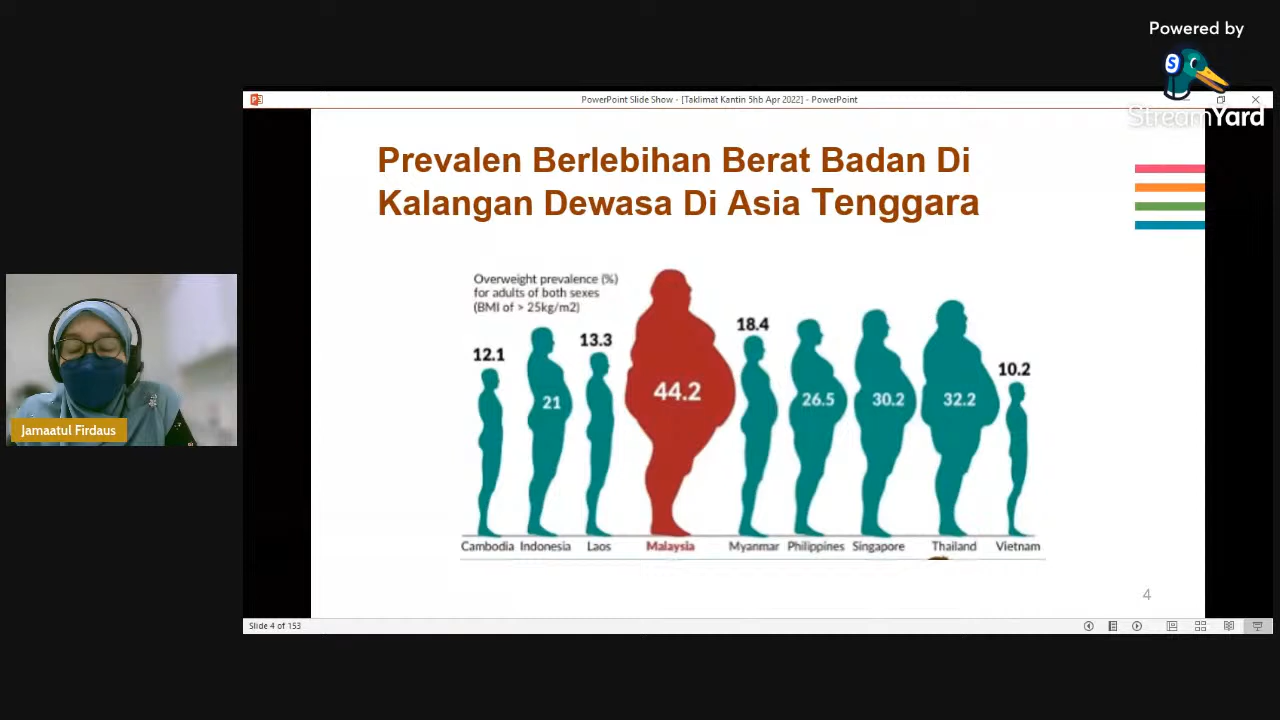 Powered by
StreamYard
PowerPoint Slide Show - [Taklimat Kantin 5hb Apr 2022] - PowerPoint
Prevalen Berlebihan Berat Badan Di
Kalangan Dewasa Di Asia Tenggara
Overweight prevalence (%)
for adults of both sexes
(BMI of > 25kg/m2)
12.1
21
13.3
44.2
18.4
26.5
30.2
32.2
10.2
Cambodia Indonesia Laos Malaysia Myanmar Philippines Singapore Thailand Vietnam
4
Jamaatul Firdaus
Slide 4 of 153